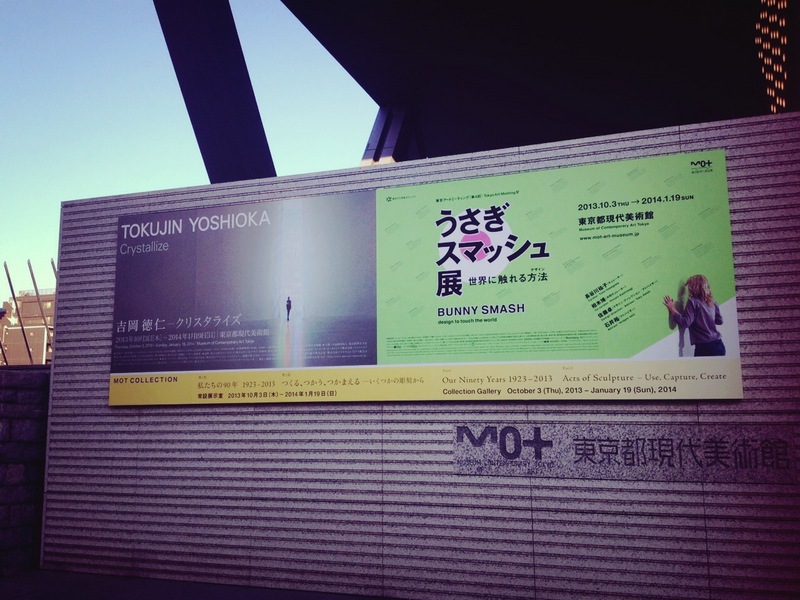 TOKUJIN YOSHIOKA
Crystallize
吉岡 徳仁―クリスタライズ
MOT
2013.10.3 THU → 2014.1.19 SUN
東京都現代美術館
Museum of Contemporary Art Tokyo
www.mot-art-museum.jp
うさぎ
スマッシュ
展 世界に触れる方法
デザイン
BUNNY SMASH
design to touch the world
MOT COLLECTION
私たちの90年 1923-2013 つくる、つかう、つかまえる―いくつかの彫刻から
常設展示室 2013年10月3日(木)~2014年1月19日(日)
Our Ninety Years 1923-2013 Acts of Sculpture – Use, Capture, Create
Collection Gallery October 3 (Thu), 2013 – January 19 (Sun), 2014
MOT 東京都現代美術館